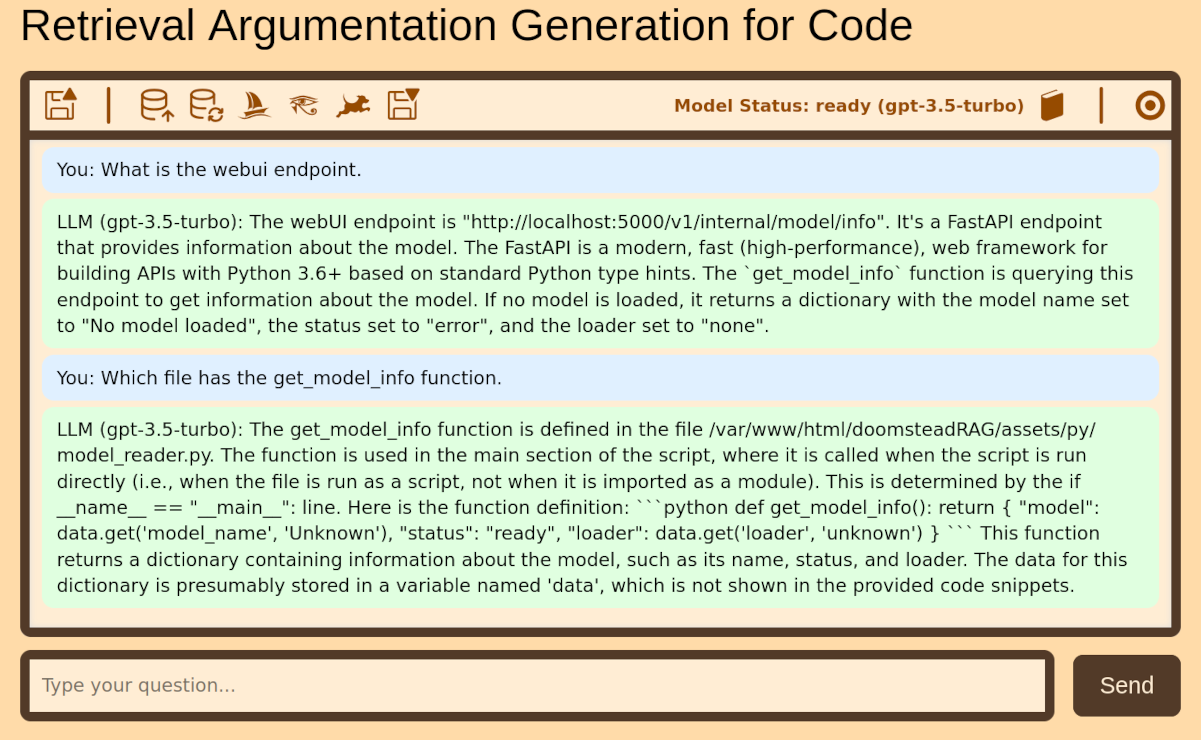 Retrieval Argumentation Generation for Code
Model Status: ready (gpt-3.5-turbo)
You: What is the webui endpoint.
LLM (gpt-3.5-turbo): The webUI endpoint is "http://localhost:5000/v1/internal/model/info". It's a FastAPI endpoint
that provides information about the model. The FastAPI is a modern, fast (high-performance), web framework for
building APIs with Python 3.6+ based on standard Python type hints. The `get_model_info` function is querying this
endpoint to get information about the model. If no model is loaded, it returns a dictionary with the model name set
to "No model loaded", the status set to "error", and the loader set to "none".
You: Which file has the get_model_info function.
LLM (gpt-3.5-turbo): The get_model_info function is defined in the file /var/www/html/doomsteadRAG/assets/py/
model_reader.py. The function is used in the main section of the script, where it is called when the script is run
directly (i.e., when the file is run as a script, not when it is imported as a module). This is determined by the if
__name__ == "__main__": line. Here is the function definition: ```python def get_model_info(): return { "model":
data.get('model_name', 'Unknown'), "status": "ready", "loader": data.get('loader', 'unknown') } ``` This function
returns a dictionary containing information about the model, such as its name, status, and loader. The data for this
dictionary is presumably stored in a variable named 'data', which is not shown in the provided code snippets.
Type your question...
Send